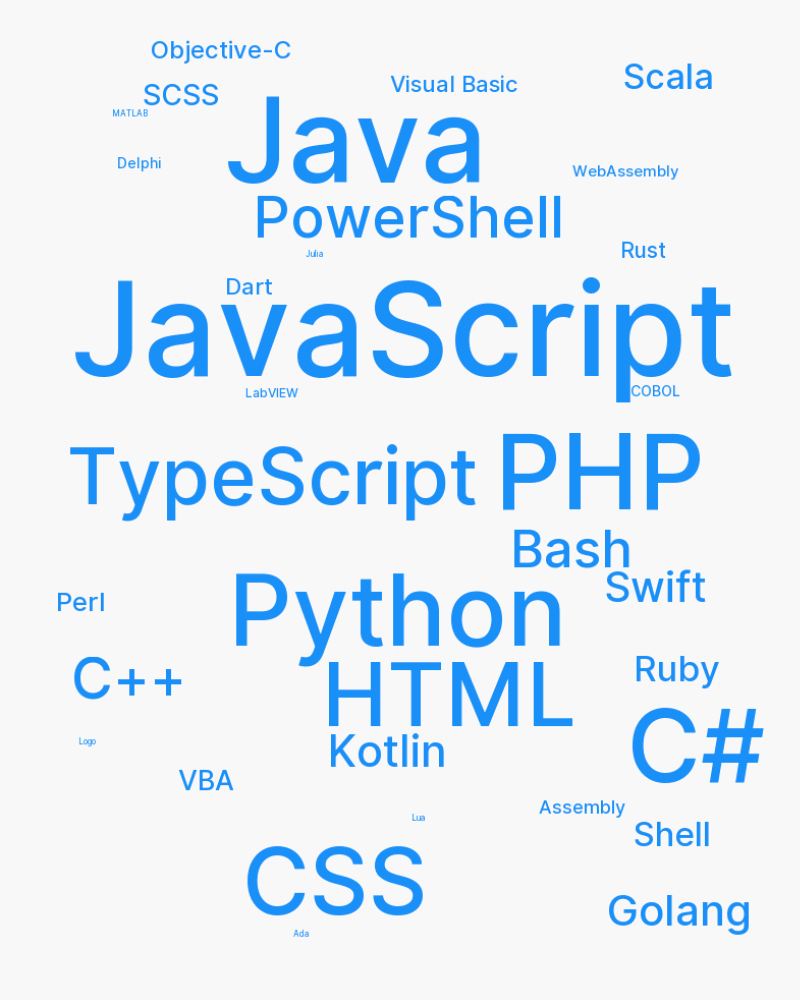 Objective-C
Scala
Visual Basic
SCSS
MATLAB
Java
Delphi
WebAssembly
PowerShell
Rust
Julia
Dart
JavaScript
LabVIEW
COBOL
TypeScript
PHP
Bash
Swift
Perl
Python
Ruby
C++
HTML
Logo
C#
Kotlin
VBA
Assembly
Lua
Shell
CSS
Golang
Ada